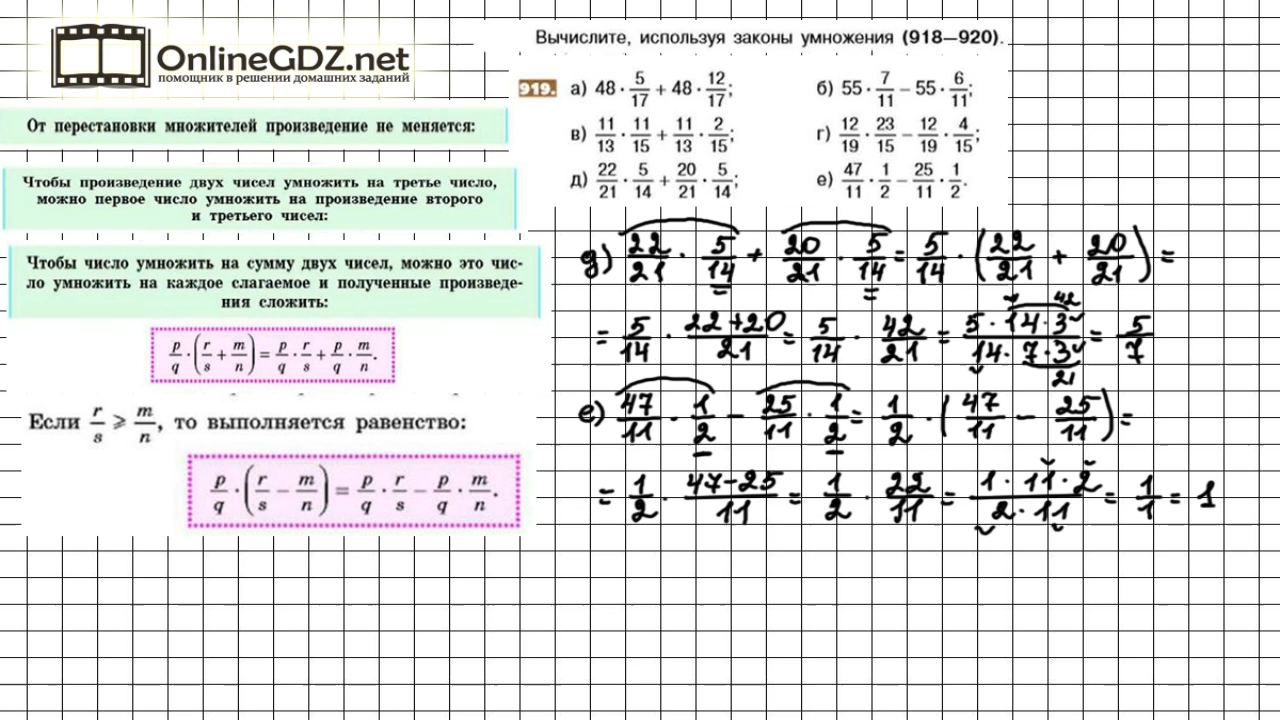 OnlineGDZ.net
помощник в решении домашних заданий
От перестановки множителей произведение не меняется:
Чтобы произведение двух чисел умножить на третье число,
можно первое число умножить на произведение второго
и третьего чисел:
Чтобы число умножить на сумму двух чисел, можно это чис-
ло умножить на каждое слагаемое и полученные произведе-
ния сложить:
p/q · (r/s + m/n) = p/q · r/s + p/q · m/n.
Если r/s ⩾ m/n, то выполняется равенство:
p/q · (r/s − m/n) = p/q · r/s − p/q · m/n.
Вычислите, используя законы умножения (918—920).
919. а) 48 · 5/17 + 48 · 12/17; б) 55 · 7/11 − 55 · 6/11;
в) 11/13 · 11/15 + 11/13 · 2/15; г) 12/19 · 23/15 − 12/19 · 4/15;
д) 22/21 · 5/14 + 20/21 · 5/14; е) 47/11 · 1/2 − 25/11 · 1/2.
д) 22/21 · 5/14 + 20/21 · 5/14 = 5/14 · (22/21 + 20/21) =
= 5/14 · 22+20/21 = 5/14 · 42/21 = 5 · 14 · 3/14 · 7 · 3 = 5/7
42
21
е) 47/11 · 1/2 − 25/11 · 1/2 = 1/2 · (47/11 − 25/11) =
= 1/2 · 47−25/11 = 1/2 · 22/11 = 1 · 11 · 2/2 · 11 = 1/1 = 1